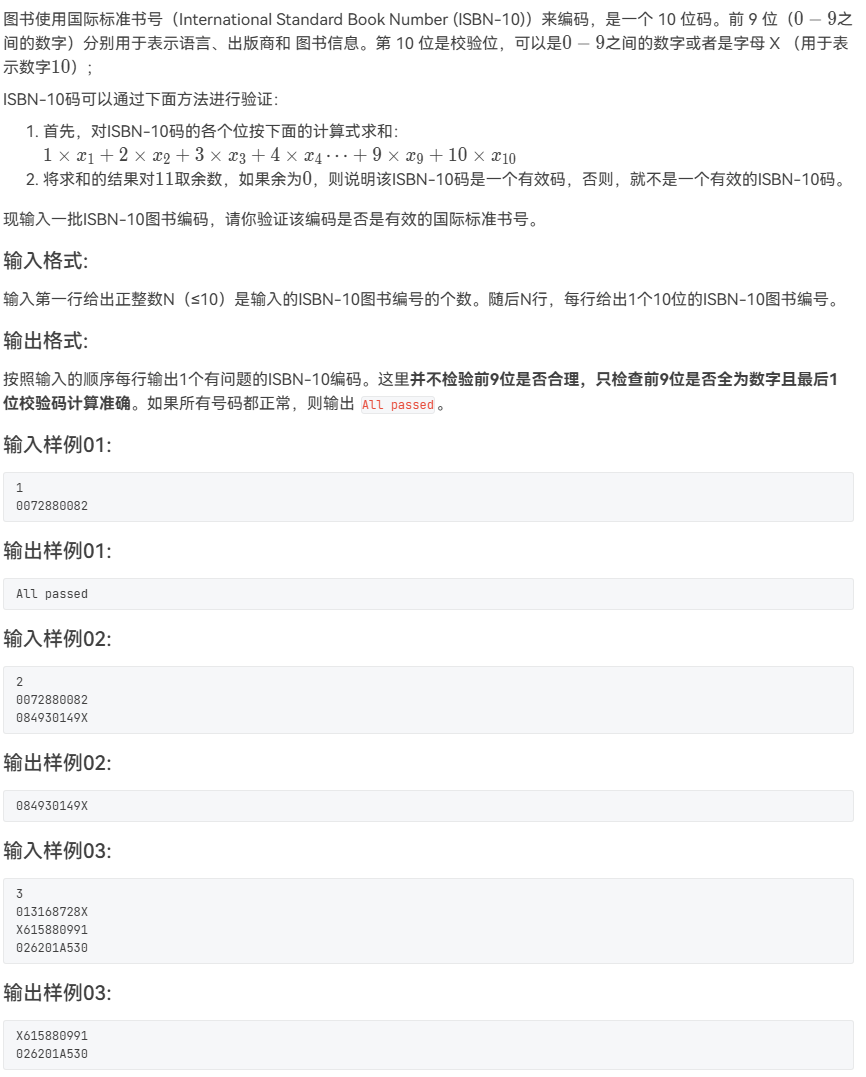 图书使用国际标准书号（International Standard Book Number (ISBN-10)）来编码，是一个 10 位码。前 9 位（0 − 9之
间的数字）分别用于表示语言、出版商和 图书信息。第 10 位是校验位，可以是0 − 9之间的数字或者是字母 X （用于表
示数字10）;
ISBN-10码可以通过下面方法进行验证:
1. 首先，对ISBN-10码的各个位按下面的计算式求和:
1 × x₁ + 2 × x₂ + 3 × x₃ + 4 × x₄ ⋯ + 9 × x₉ + 10 × x₁₀
2. 将求和的结果对11取余数，如果余为0，则说明该ISBN-10码是一个有效码，否则，就不是一个有效的ISBN-10码。
现输入一批ISBN-10图书编码，请你验证该编码是否是有效的国际标准书号。
输入格式:
输入第一行给出正整数N（≤10）是输入的ISBN-10图书编号的个数。随后N行，每行给出1个10位的ISBN-10图书编号。
输出格式:
按照输入的顺序每行输出1个有问题的ISBN-10编码。这里并不检验前9位是否合理，只检查前9位是否全为数字且最后1
位校验码计算准确。如果所有号码都正常，则输出 All passed。
输入样例01:
1
0072880082
输出样例01:
All passed
输入样例02:
2
0072880082
084930149X
输出样例02:
084930149X
输入样例03:
3
013168728X
X615880991
026201A530
输出样例03:
X615880991
026201A530